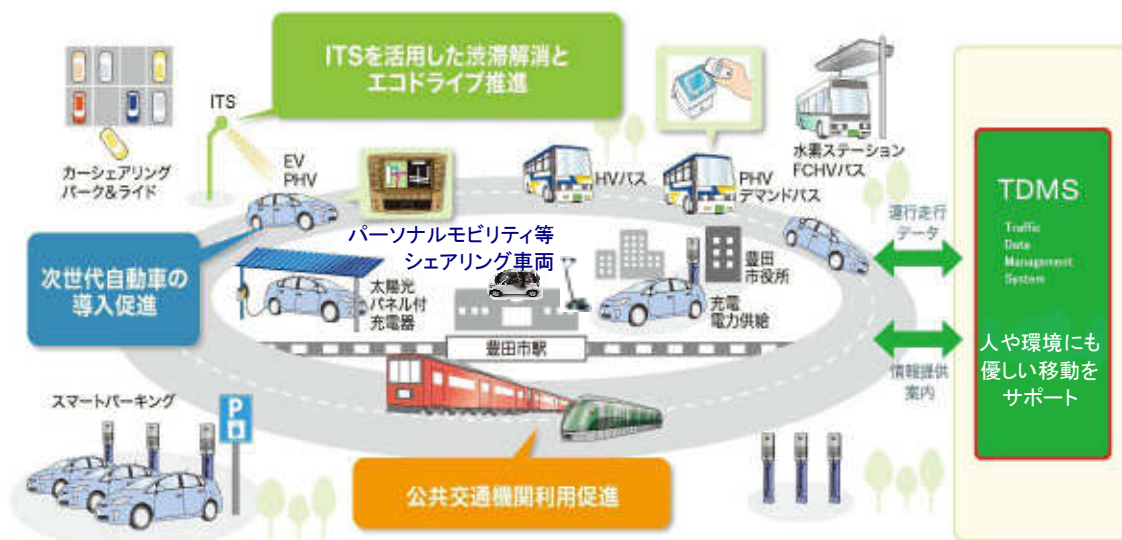 ITSを活用した渋滞解消と
エコドライブ推進
ITS
カーシェアリング
パーク&ライド
EV
PHV
HVバス
PHV
デマンドバス
水素ステーション
FCHVバス
運行走行
データ
TDMS
Traffic
Data
Management
System
パーソナルモビリティ等
シェアリング車両
次世代自動車の
導入促進
太陽光
パネル付
充電器
豊田
市役所
充電
電力供給
豊田市駅
情報提供
案内
人や環境にも
優しい移動を
サポート
スマートパーキング
P
公共交通機関利用促進